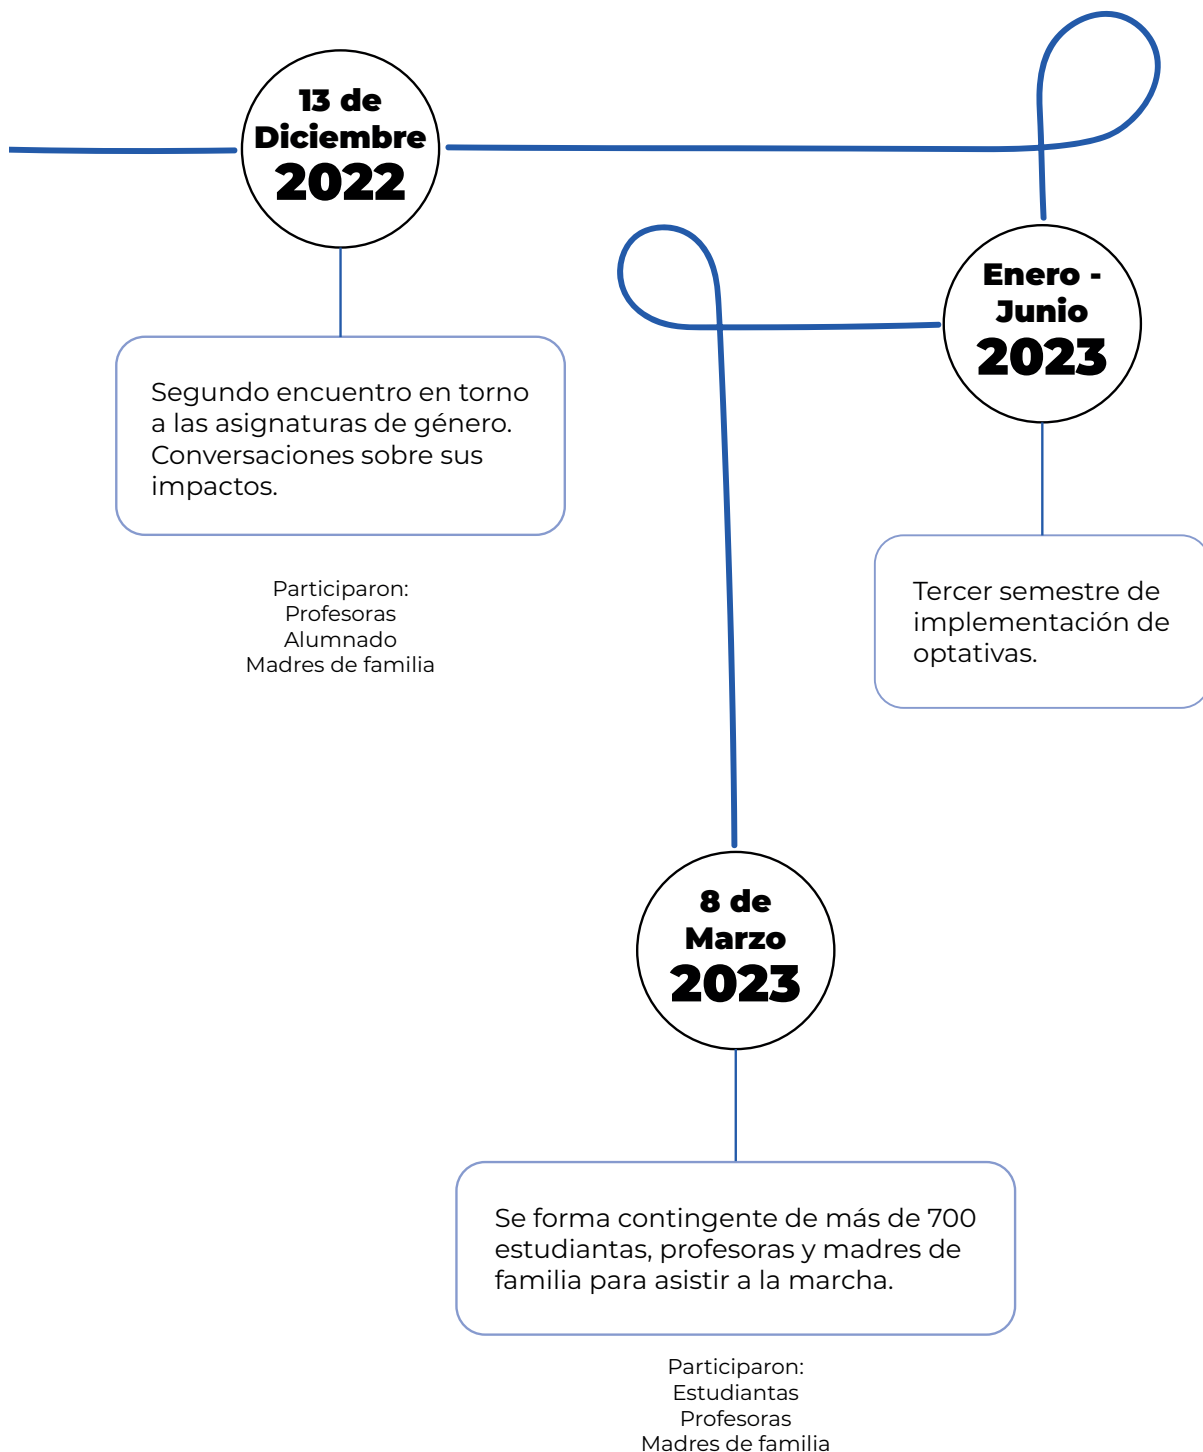 13 de
Diciembre
2022
Segundo encuentro en torno
a las asignaturas de género.
Conversaciones sobre sus
impactos.
Participaron:
Profesoras
Alumnado
Madres de familia
Enero -
Junio
2023
Tercer semestre de
implementación de
optativas.
8 de
Marzo
2023
Se forma contingente de más de 700
estudiantas, profesoras y madres de
familia para asistir a la marcha.
Participaron:
Estudiantas
Profesoras
Madres de familia